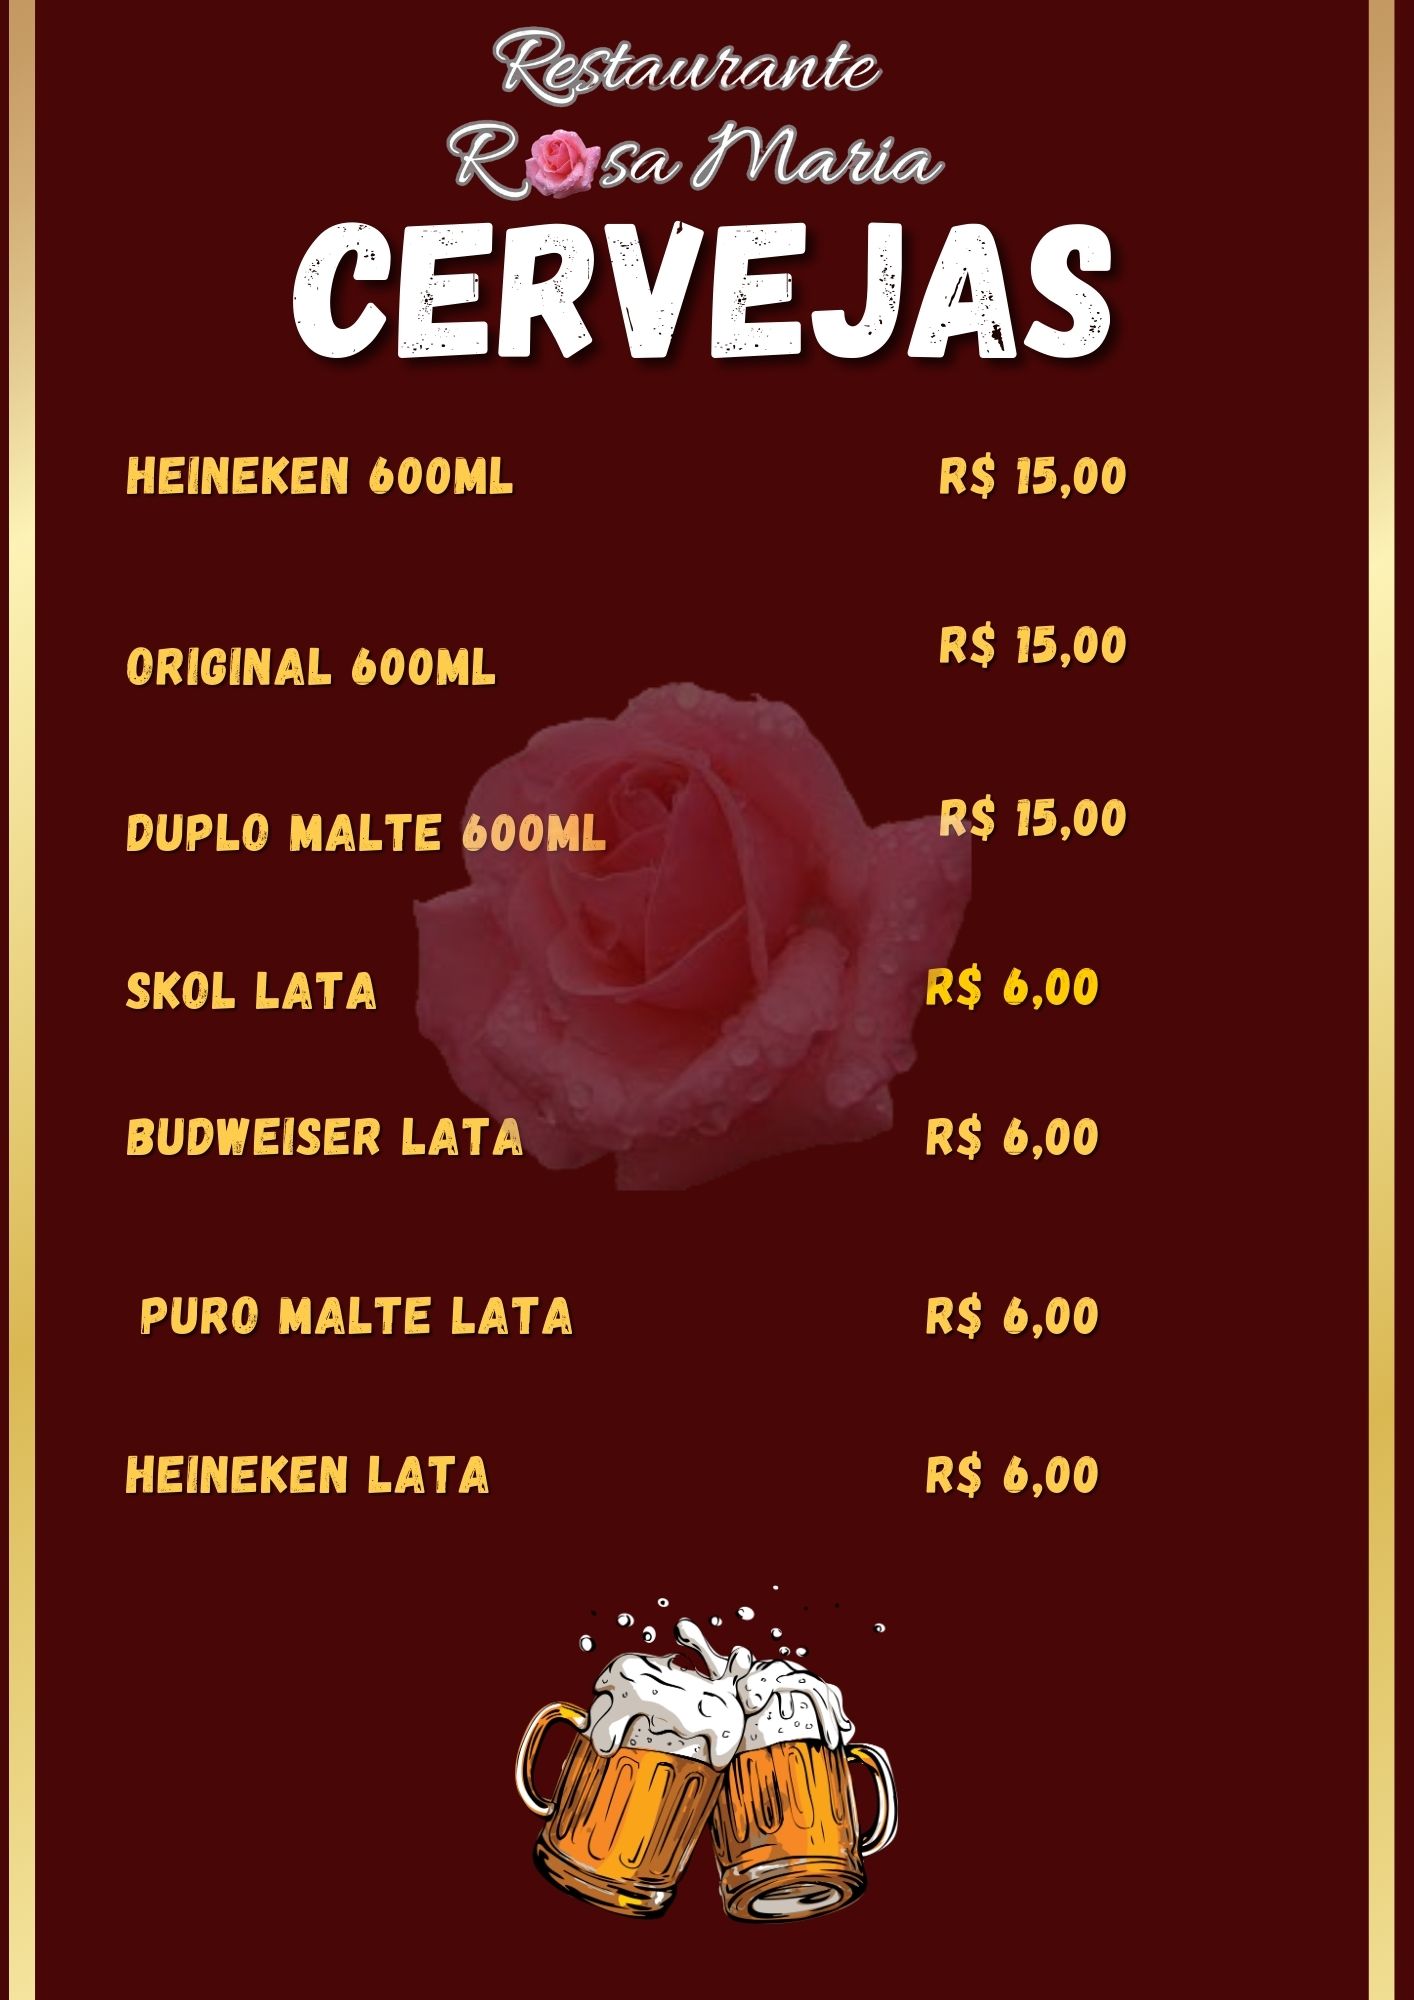 Restaurante
Rosa Maria
CERVEJAS
HEINEKEN 600ML R$ 15,00
ORIGINAL 600ML R$ 15,00
DUPLO MALTE 600ML R$ 15,00
SKOL LATA R$ 6,00
BUDWEISER LATA R$ 6,00
PURO MALTE LATA R$ 6,00
HEINEKEN LATA R$ 6,00